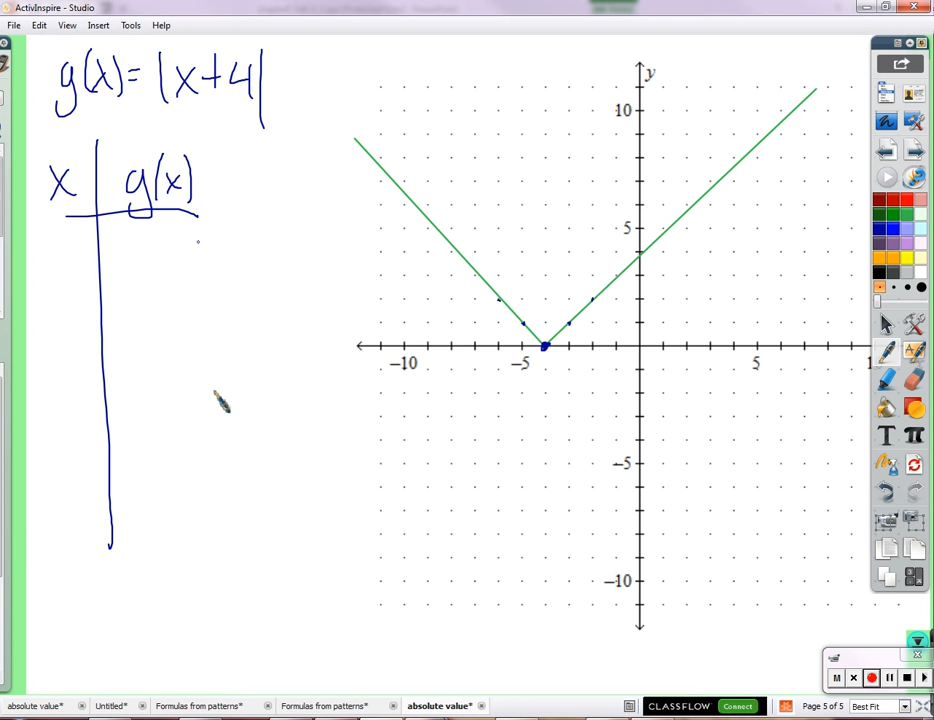 ActivInspire - Studio
File Edit View Insert Tools Help
g(x)= |x+4|
x g(x)
y
10
5
-10 -5 5
-5
-10
M
absolute value* Untitled* Formulas from patterns* Formulas from patterns* absolute value* CLASSFLOW Connect Page 5 of 5 Best Fit